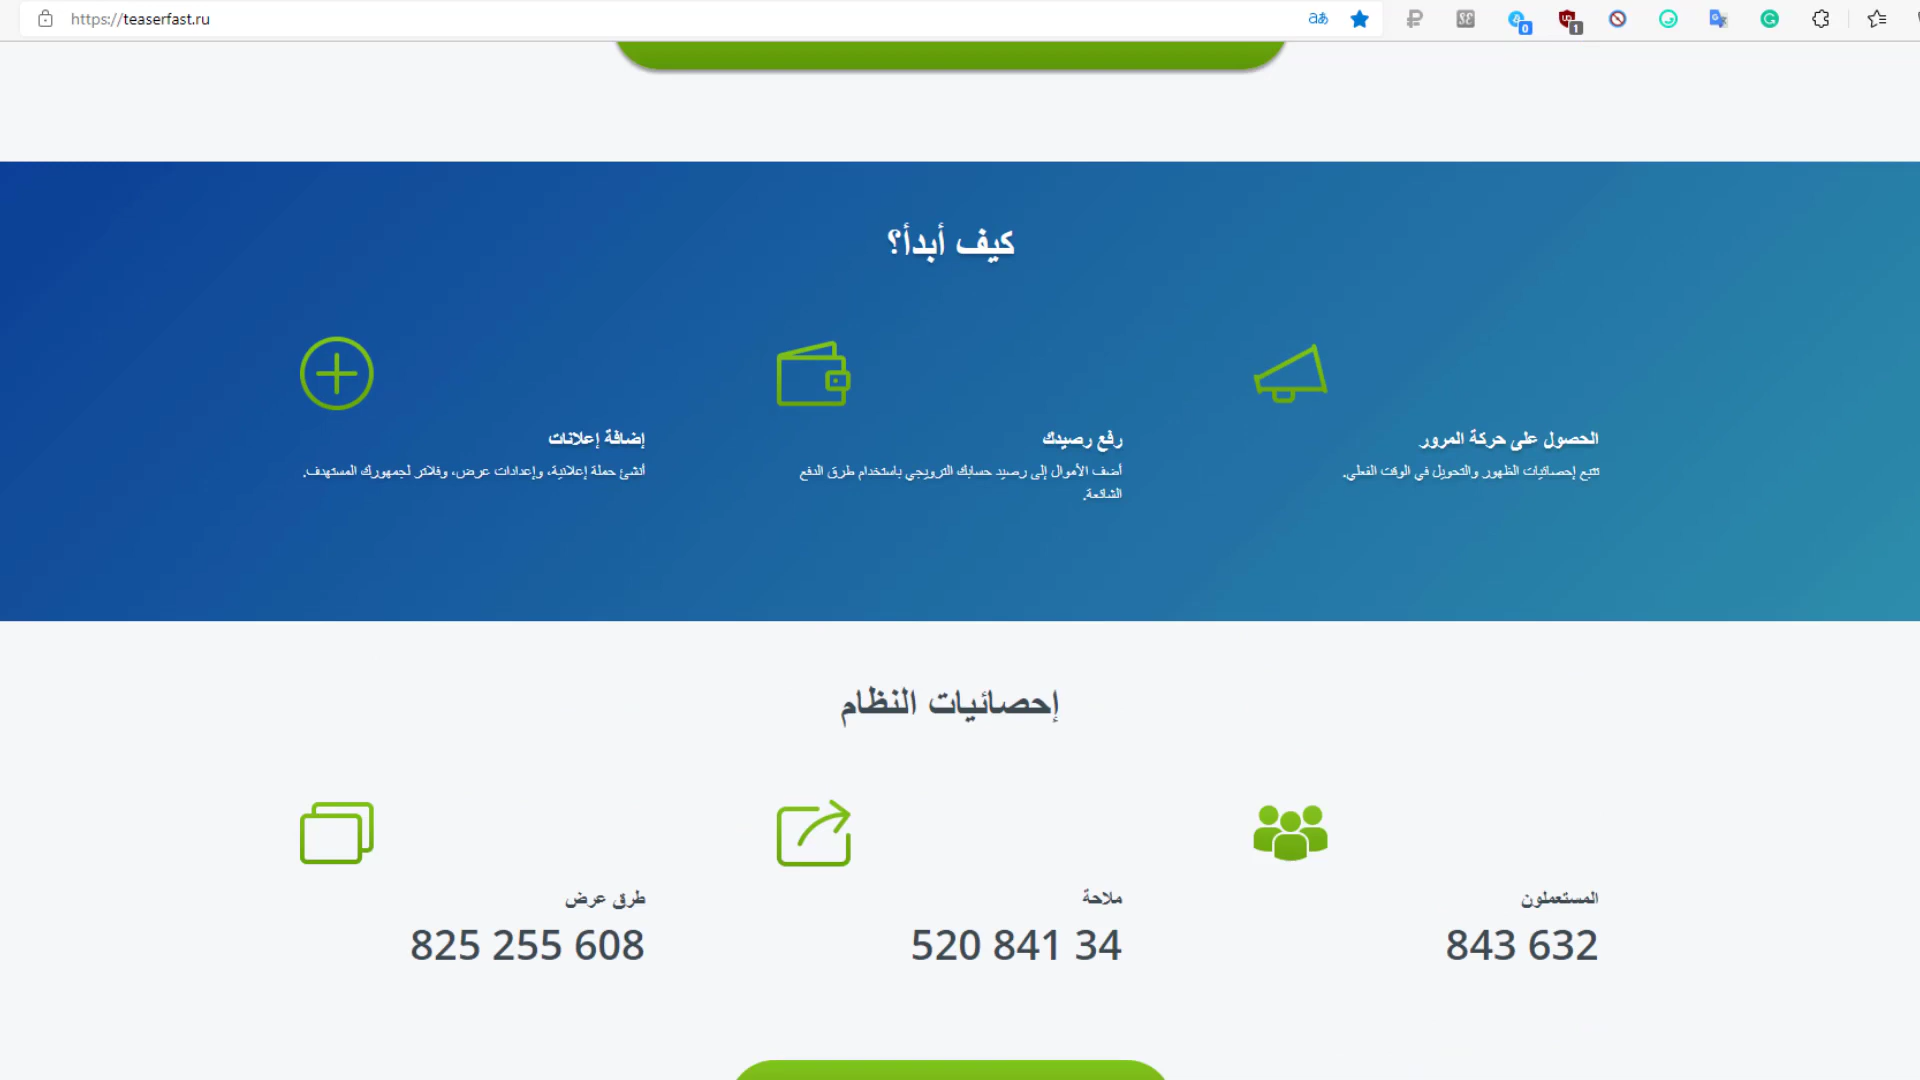 https://teaserfast.ru
كيف أبدأ؟
إضافة إعلانات
أنشئ حملة إعلانية، وإعدادات عرض، وفلاتر لجمهورك المستهدف.
رفع رصيدك
أضف الأموال إلى رصيد حسابك الترويجي باستخدام طرق الدفع
الشائعة.
الحصول على حركة المرور
تتبع إحصائيات الظهور والتحويل في الوقت الفعلي.
إحصائيات النظام
طرق عرض
825 255 608
ملاحة
520 841 34
المستعملون
843 632